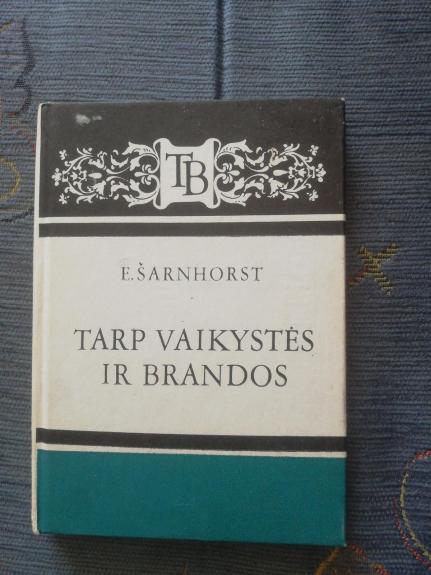 TB
E.ŠARNHORST
TARP VAIKYSTĖS
IR BRANDOS